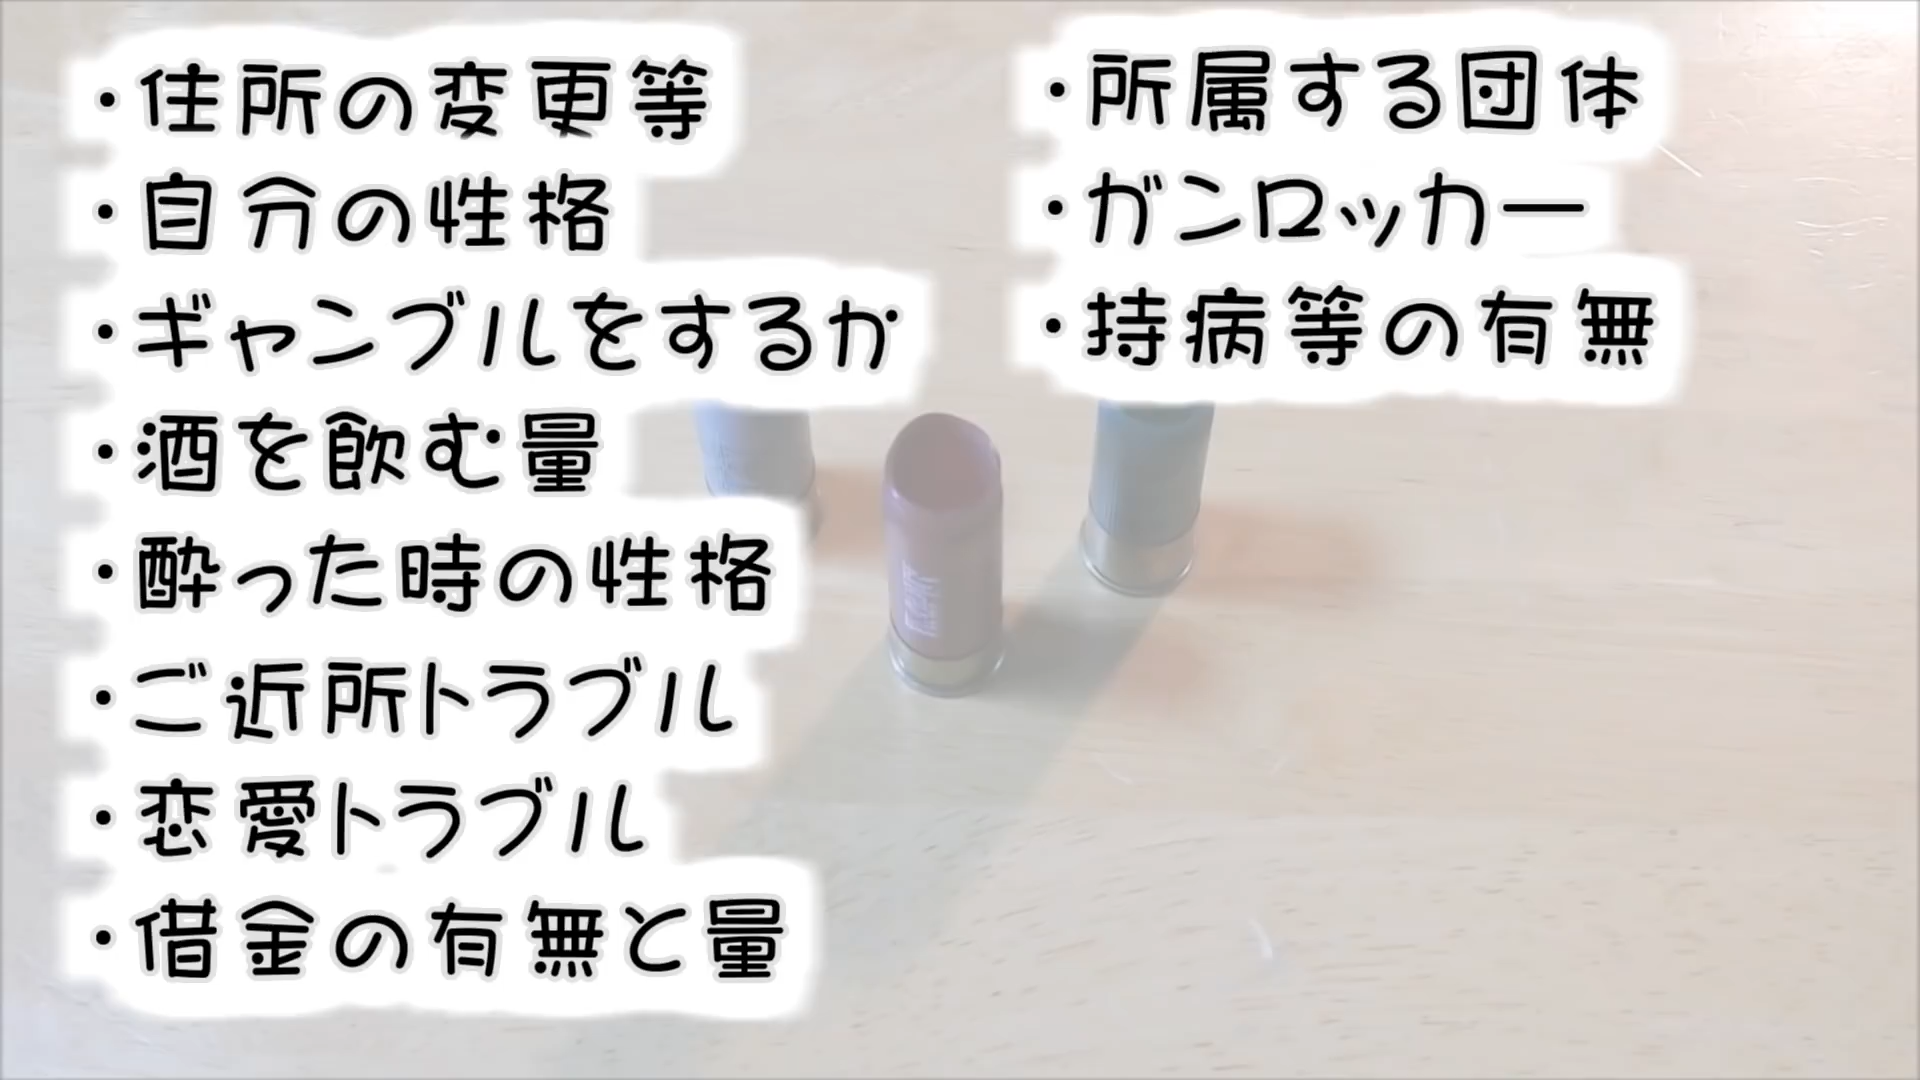 ・住所の変更等
・自分の性格
・ギャンブルをするか
・酒を飲む量
・酔った時の性格
・ご近所トラブル
・恋愛トラブル
・借金の有無と量
・所属する団体
・ガンロッカー
・持病等の有無